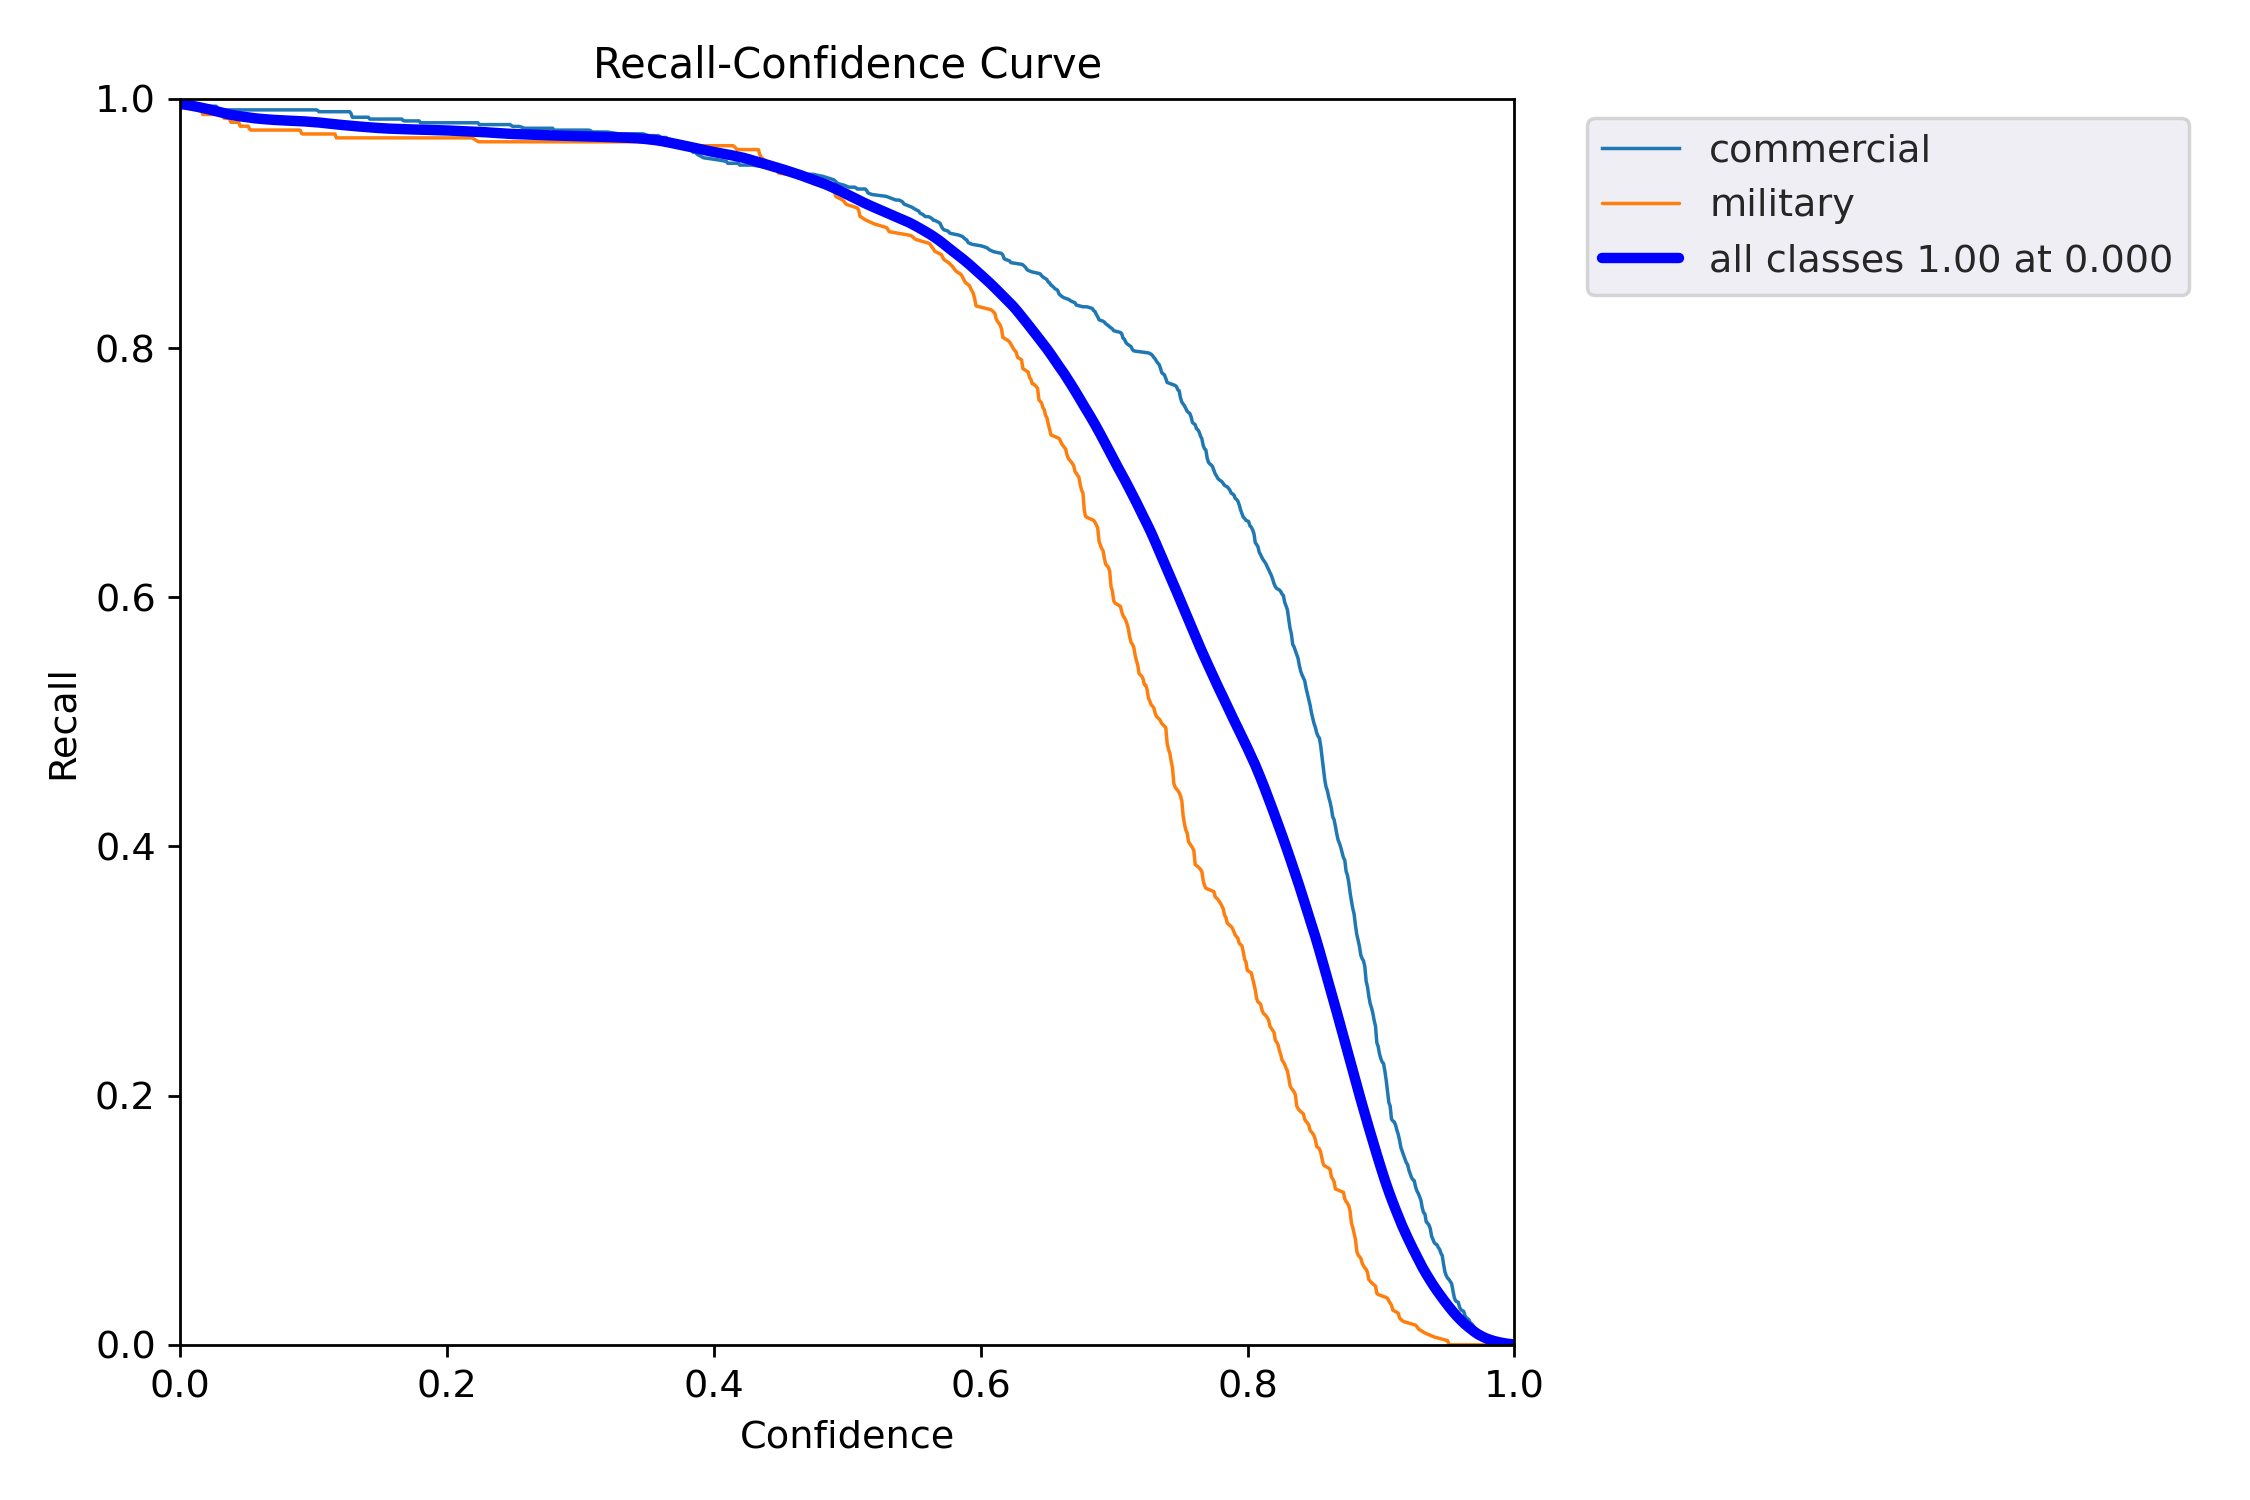 Recall-Confidence Curve
1.0
0.8
0.6
0.4
0.2
0.0
Recall
0.0 0.2 0.4 0.6 0.8 1.0
Confidence
commercial
military
all classes 1.00 at 0.000